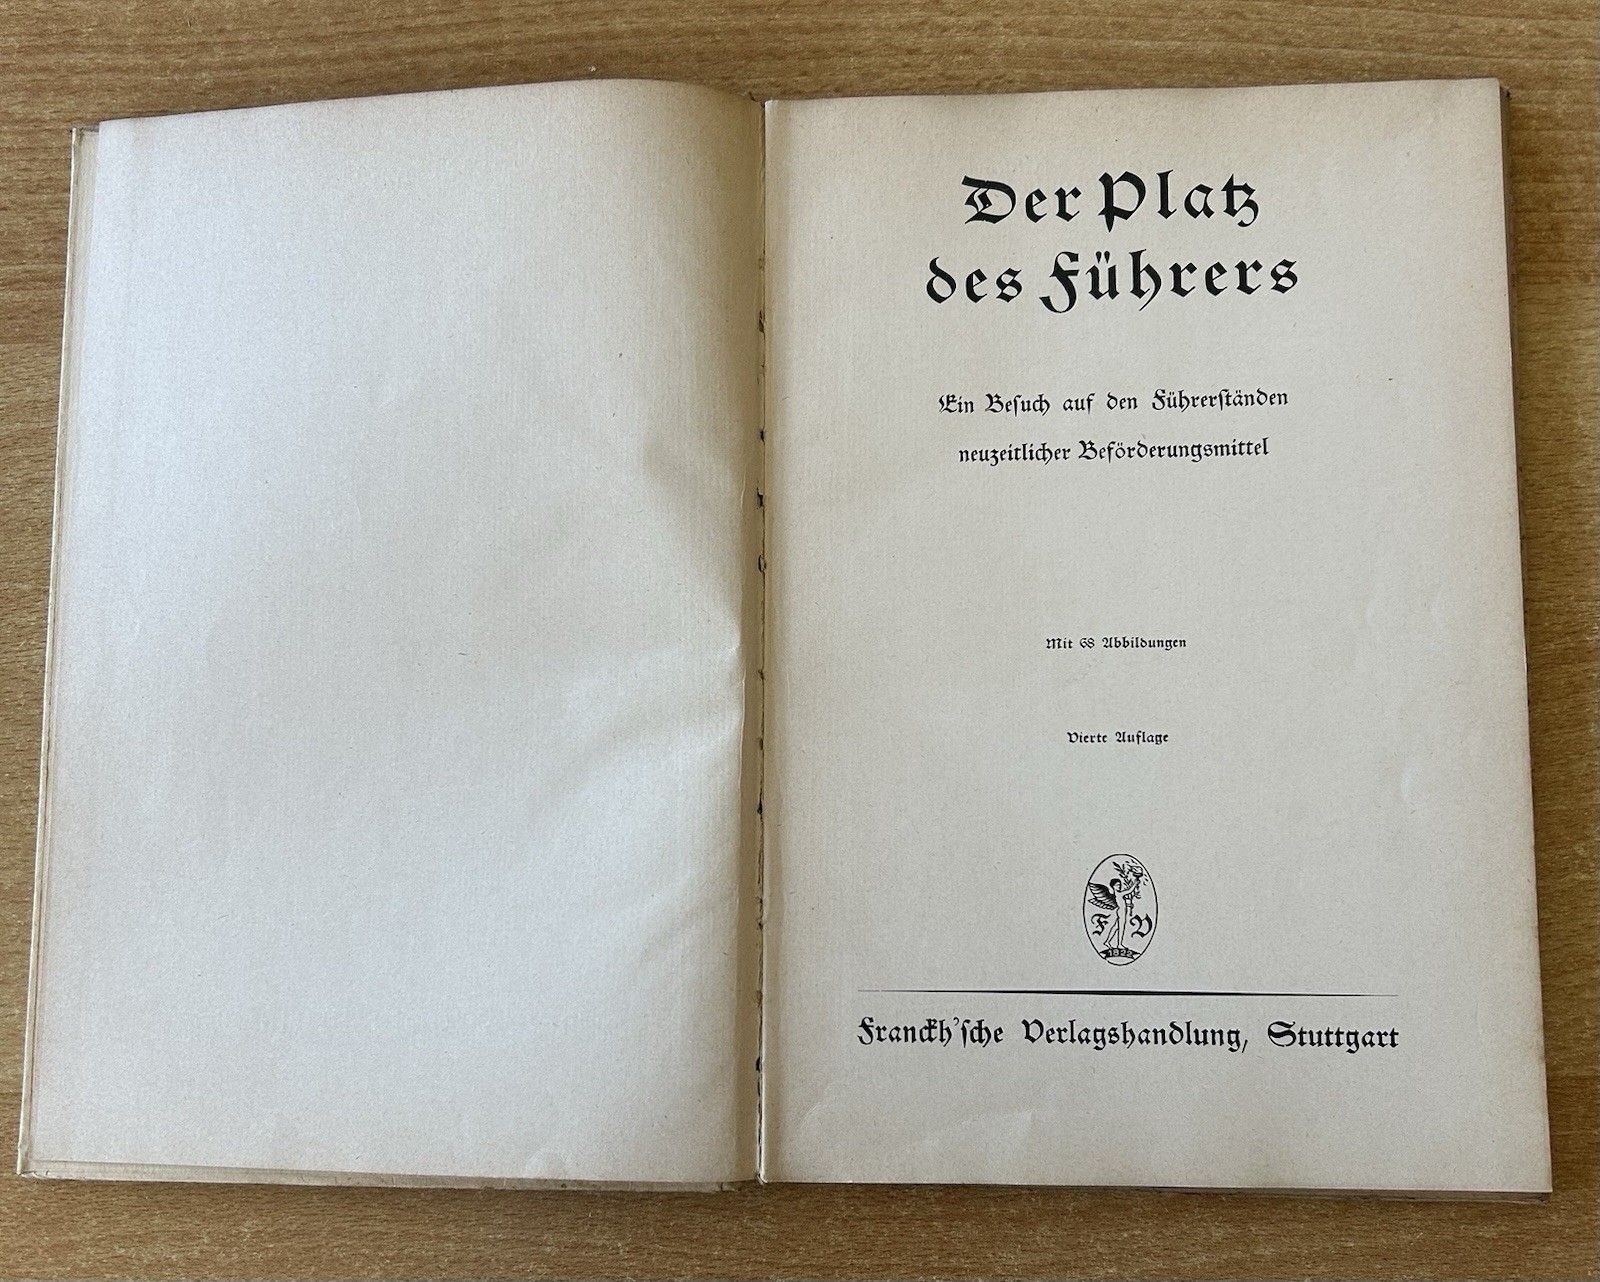 Der Platz
des Führers
Ein Besuch auf den Führerständen
neuzeitlicher Beförderungsmittel
Mit 68 Abbildungen
Vierte Auflage
F V
1822
Franckh'sche Verlagshandlung, Stuttgart